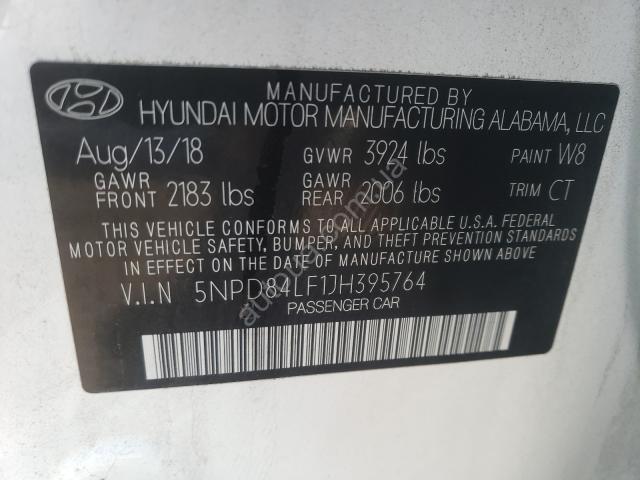 MANUFACTURED BY
HYUNDAI MOTOR MANUFACTURING ALABAMA, LLC
Aug/13/18 GVWR 3924 lbs PAINT W8
GAWR FRONT 2183 lbs GAWR REAR 2006 lbs TRIM CT
THIS VEHICLE CONFORMS TO ALL APPLICABLE U.S.A. FEDERAL
MOTOR VEHICLE SAFETY, BUMPER, AND THEFT PREVENTION STANDARDS
IN EFFECT ON THE DATE OF MANUFACTURE SHOWN ABOVE.
V.I.N 5NPD84LF1JH395764
PASSENGER CAR